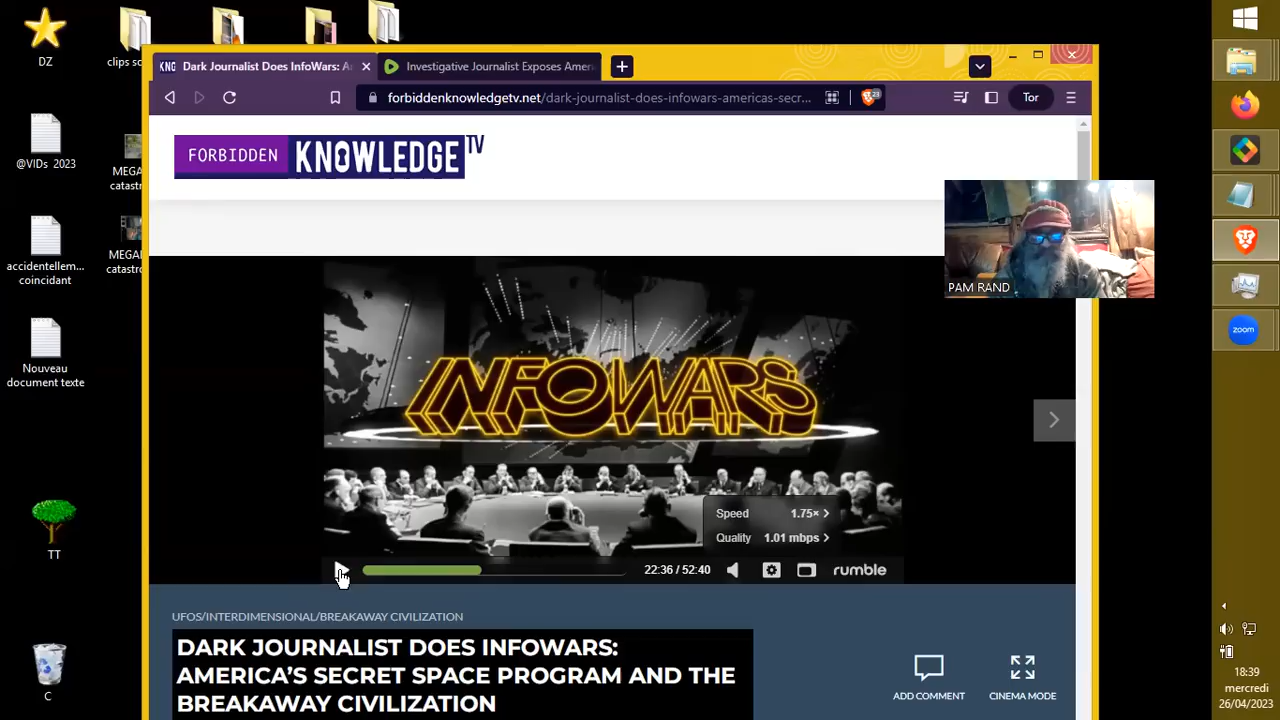 DZ
clips so
@VIDs 2023
MEGA
catastr
accidentellem...
coincidant
MEGA
catastr
Nouveau
document texte
TT
C
KNO Dark Journalist Does InfoWars: A
Investigative Journalist Exposes Amer
forbiddenknowledgetv.net/dark-journalist-does-infowars-americas-secr...
23
Tor
FORBIDDEN KNOWLEDGE TV
PAM RAND
INFOWARS
Speed 1.75×
Quality 1.01 mbps
22:36 / 52:40
rumble
UFOS/INTERDIMENSIONAL/BREAKAWAY CIVILIZATION
DARK JOURNALIST DOES INFOWARS:
AMERICA'S SECRET SPACE PROGRAM AND THE
BREAKAWAY CIVILIZATION
ADD COMMENT
CINEMA MODE
zoom
18:39
mercredi
26/04/2023